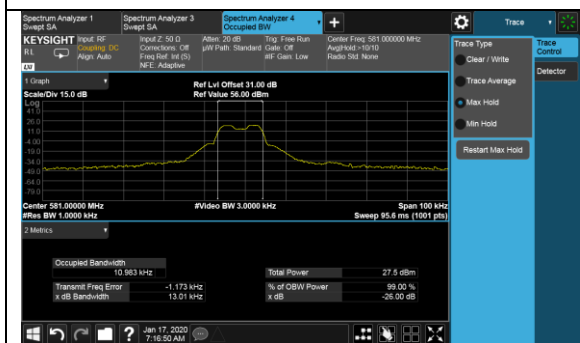 Spectrum Analyzer 1
Swept SA
Spectrum Analyzer 3
Swept SA
Spectrum Analyzer 4
Occupied BW
Trace
KEYSIGHT
RL
LXI
Input: RF
Coupling: DC
Align: Auto
Input Z: 50 Ω
Corrections: Off
Freq Ref: Int (S)
NFE: Adaptive
Atten: 20 dB
µW Path: Standard
Trig: Free Run
Gate: Off
#IF Gain: Low
Center Freq: 581.000000 MHz
Avg|Hold:>10/10
Radio Std: None
Trace Type
Clear / Write
Trace Average
Max Hold
Min Hold
Restart Max Hold
Trace
Control
Detector
1 Graph
Scale/Div 15.0 dB
Ref Lvl Offset 31.00 dB
Ref Value 56.00 dBm
Log
41.0
26.0
11.0
-4.00
-19.0
-34.0
-49.0
-64.0
-79.0
Center 581.00000 MHz
#Res BW 1.0000 kHz
#Video BW 3.0000 kHz
Span 100 kHz
Sweep 95.6 ms (1001 pts)
2 Metrics
Occupied Bandwidth
10.983 kHz
Total Power 27.5 dBm
Transmit Freq Error -1.173 kHz
% of OBW Power 99.00 %
x dB Bandwidth 13.01 kHz
x dB -26.00 dB
?
Jan 17, 2020
7:16:50 AM